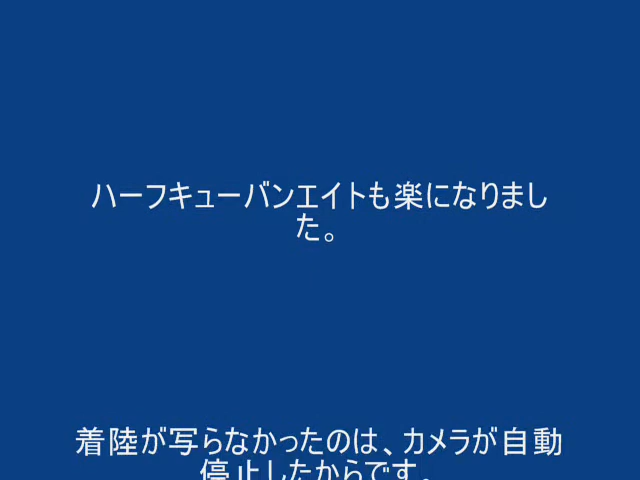 ハーフキューバンエイトも楽になりまし
た。
着陸が写らなかったのは、カメラが自動
停止したからです。